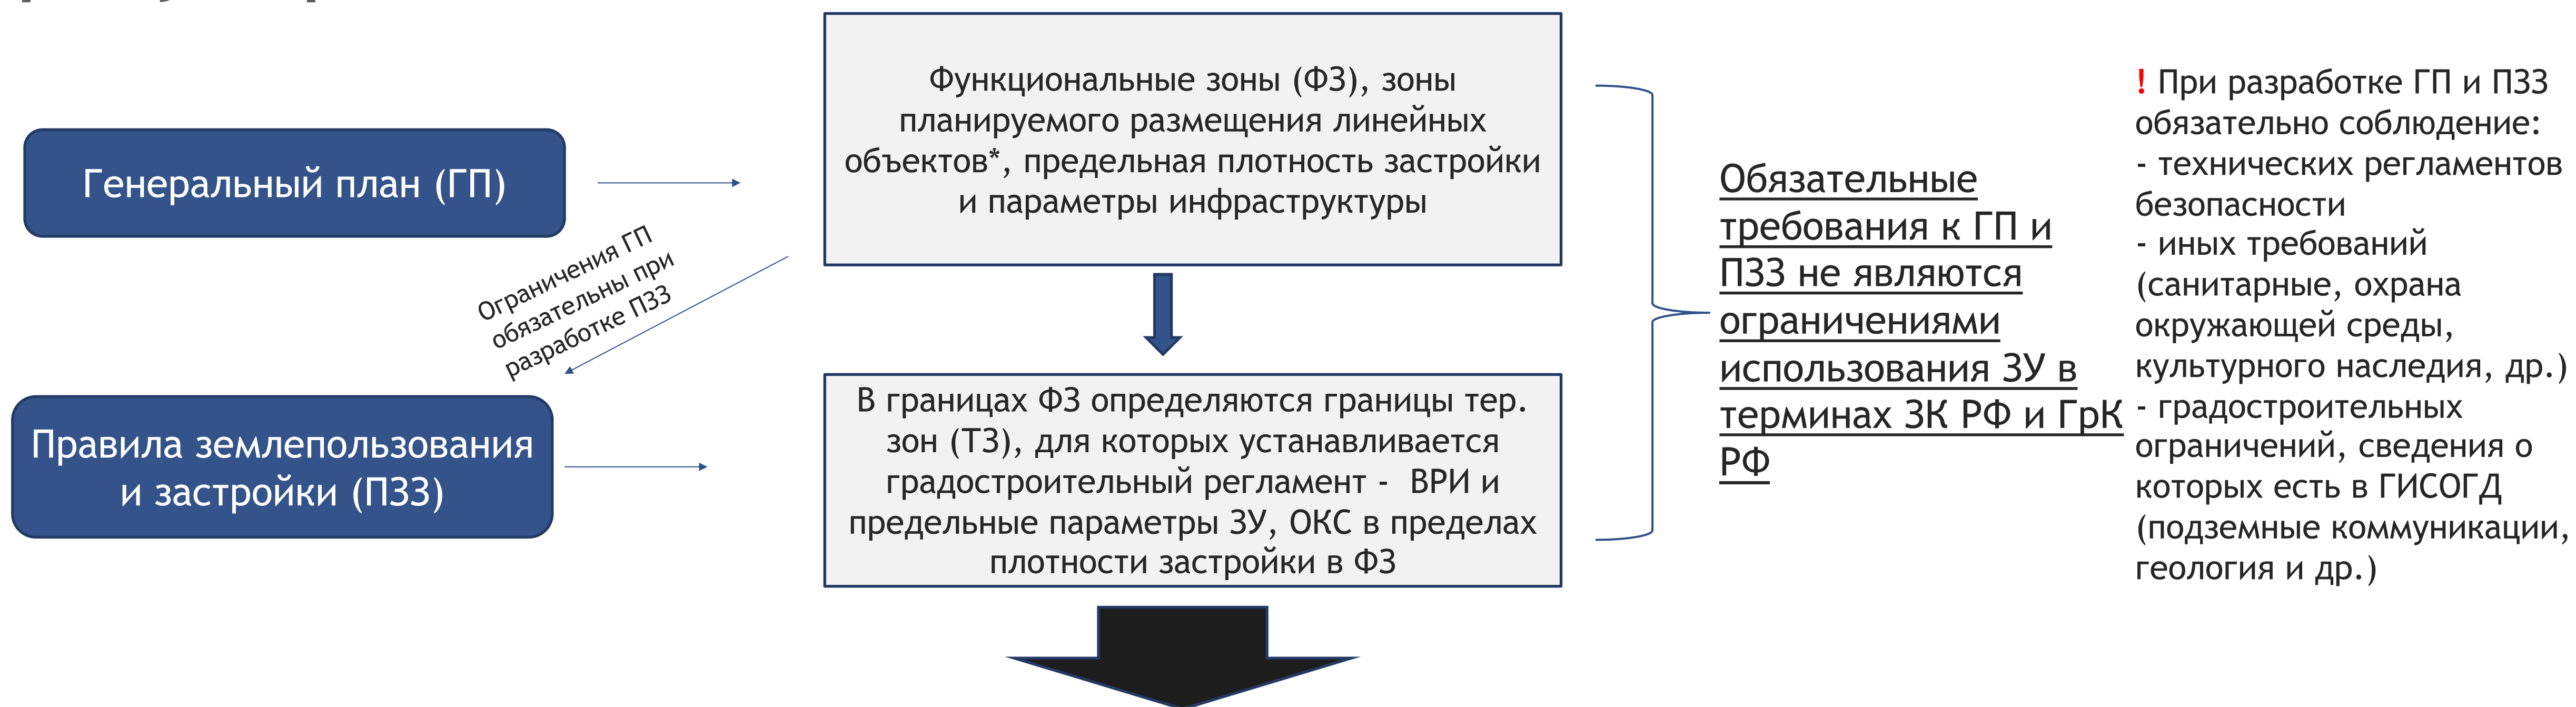 Генеральный план (ГП)
Функциональные зоны (ФЗ), зоны
планируемого размещения линейных
объектов*, предельная плотность застройки
и параметры инфраструктуры
Ограничения ГП
обязательны при
разработке ПЗЗ
Правила землепользования
и застройки (ПЗЗ)
В границах ФЗ определяются границы тер.
зон (ТЗ), для которых устанавливается
градостроительный регламент - ВРИ и
предельные параметры ЗУ, ОКС в пределах
плотности застройки в ФЗ
Обязательные
требования к ГП и
ПЗЗ не являются
ограничениями
использования ЗУ в
терминах ЗК РФ и ГрК
РФ
! При разработке ГП и ПЗЗ
обязательно соблюдение:
- технических регламентов
безопасности
- иных требований
(санитарные, охрана
окружающей среды,
культурного наследия, др.)
- градостроительных
ограничений, сведения о
которых есть в ГИСОГД
(подземные коммуникации,
геология и др.)